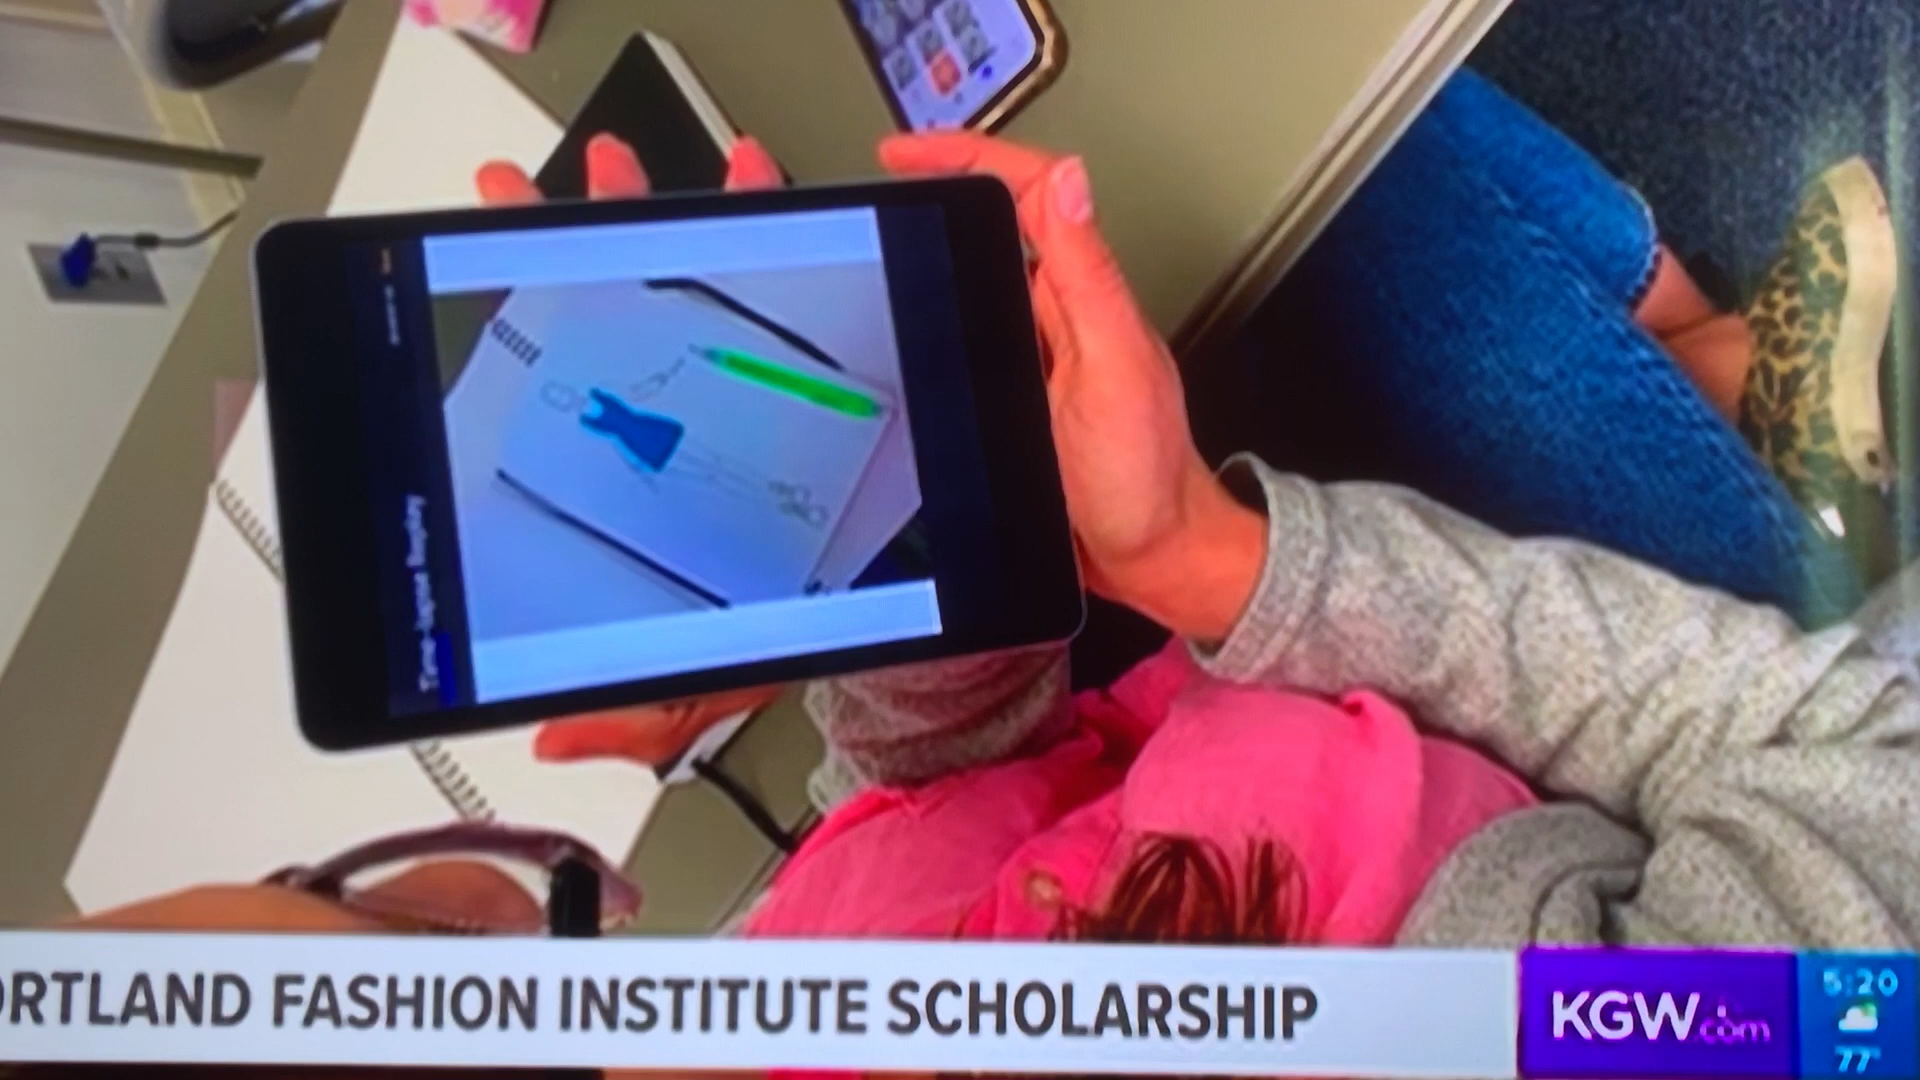 Time-lapse Replay
ORTLAND FASHION INSTITUTE SCHOLARSHIP
KGW.com
5:20
77°